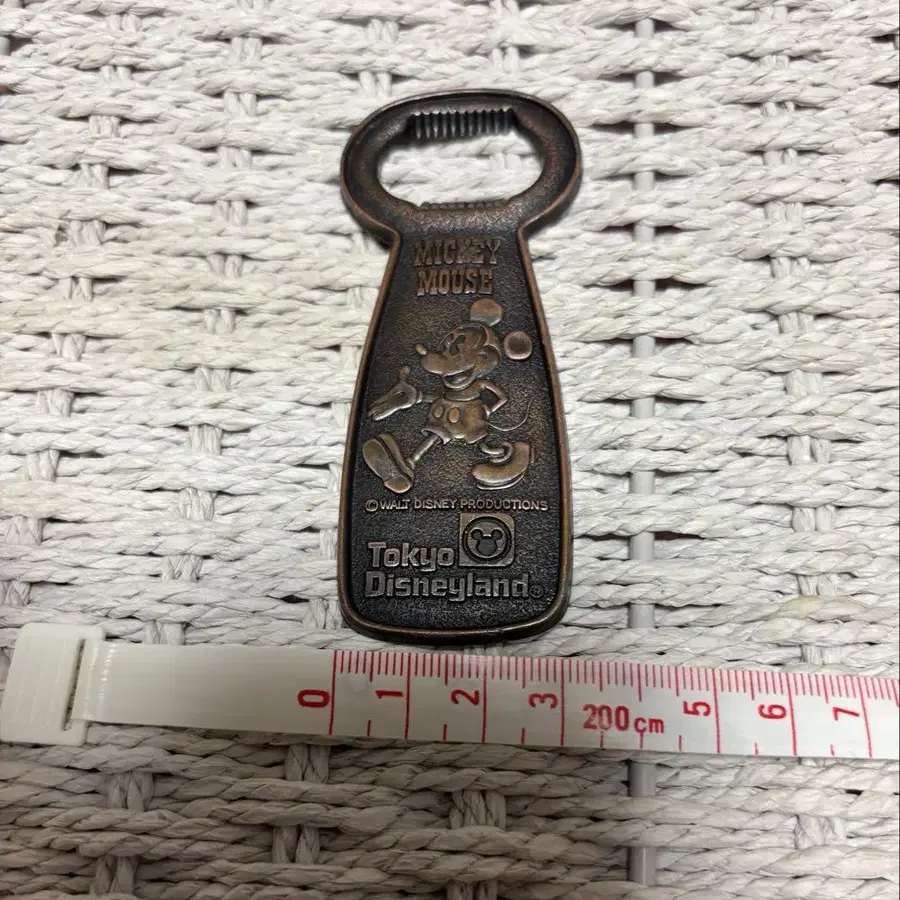 MICKEY
MOUSE
©WALT DISNEY PRODUCTIONS
Tokyo
Disneyland®
0 1 2 3 200cm 5 6 7